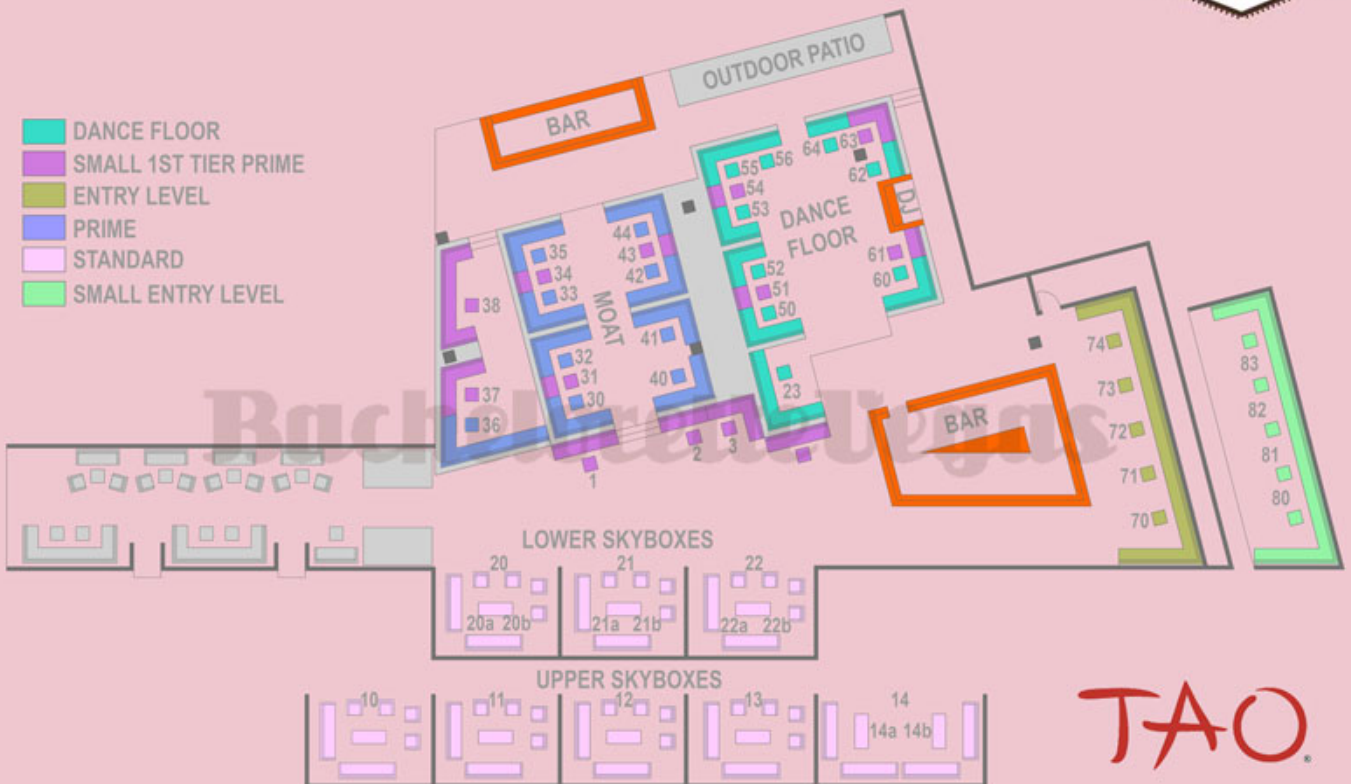 OUTDOOR PATIO
BAR
DANCE FLOOR
SMALL 1ST TIER PRIME
ENTRY LEVEL
PRIME
STANDARD
SMALL ENTRY LEVEL
64 63
55 56
62
54
53
DJ
DANCE
FLOOR
44
35
43
34
42
33
52
61
51
60
50
38
MOAT
41
32
31
40
30
23
74
83
37
36
73
82
BAR
72
81
2 3
1
71
80
70
LOWER SKYBOXES
20 21 22
20a 20b 21a 21b 22a 22b
BacheloretteVegas
UPPER SKYBOXES
10 11 12 13 14
14a 14b
TAO